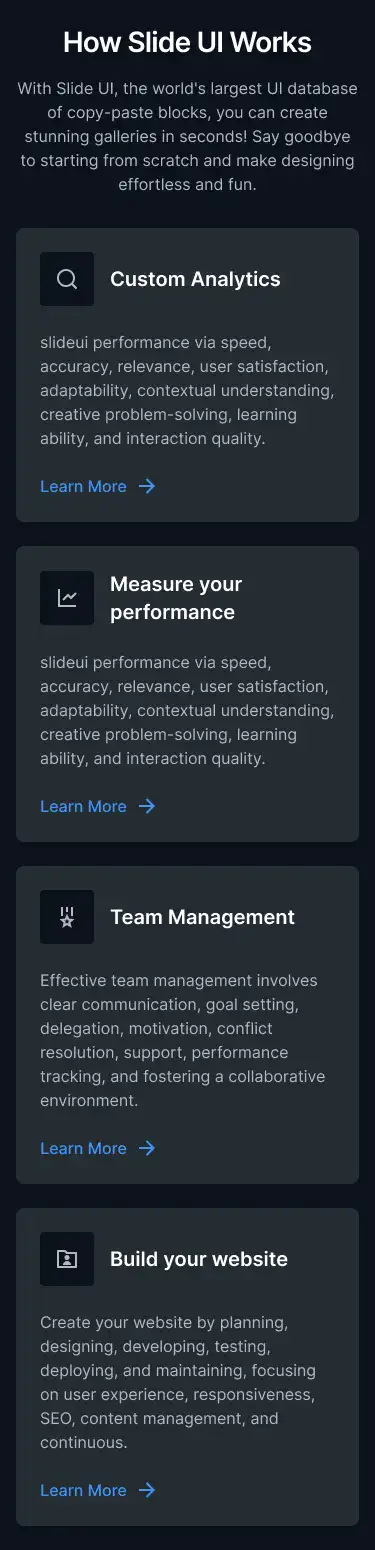 How Slide UI Works
With Slide UI, the world's largest UI database
of copy-paste blocks, you can create
stunning galleries in seconds! Say goodbye
to starting from scratch and make designing
effortless and fun.
Custom Analytics
slideui performance via speed,
accuracy, relevance, user satisfaction,
adaptability, contextual understanding,
creative problem-solving, learning
ability, and interaction quality.
Learn More
Measure your
performance
slideui performance via speed,
accuracy, relevance, user satisfaction,
adaptability, contextual understanding,
creative problem-solving, learning
ability, and interaction quality.
Learn More
Team Management
Effective team management involves
clear communication, goal setting,
delegation, motivation, conflict
resolution, support, performance
tracking, and fostering a collaborative
environment.
Learn More
Build your website
Create your website by planning,
designing, developing, testing,
deploying, and maintaining, focusing
on user experience, responsiveness,
SEO, content management, and
continuous.
Learn More